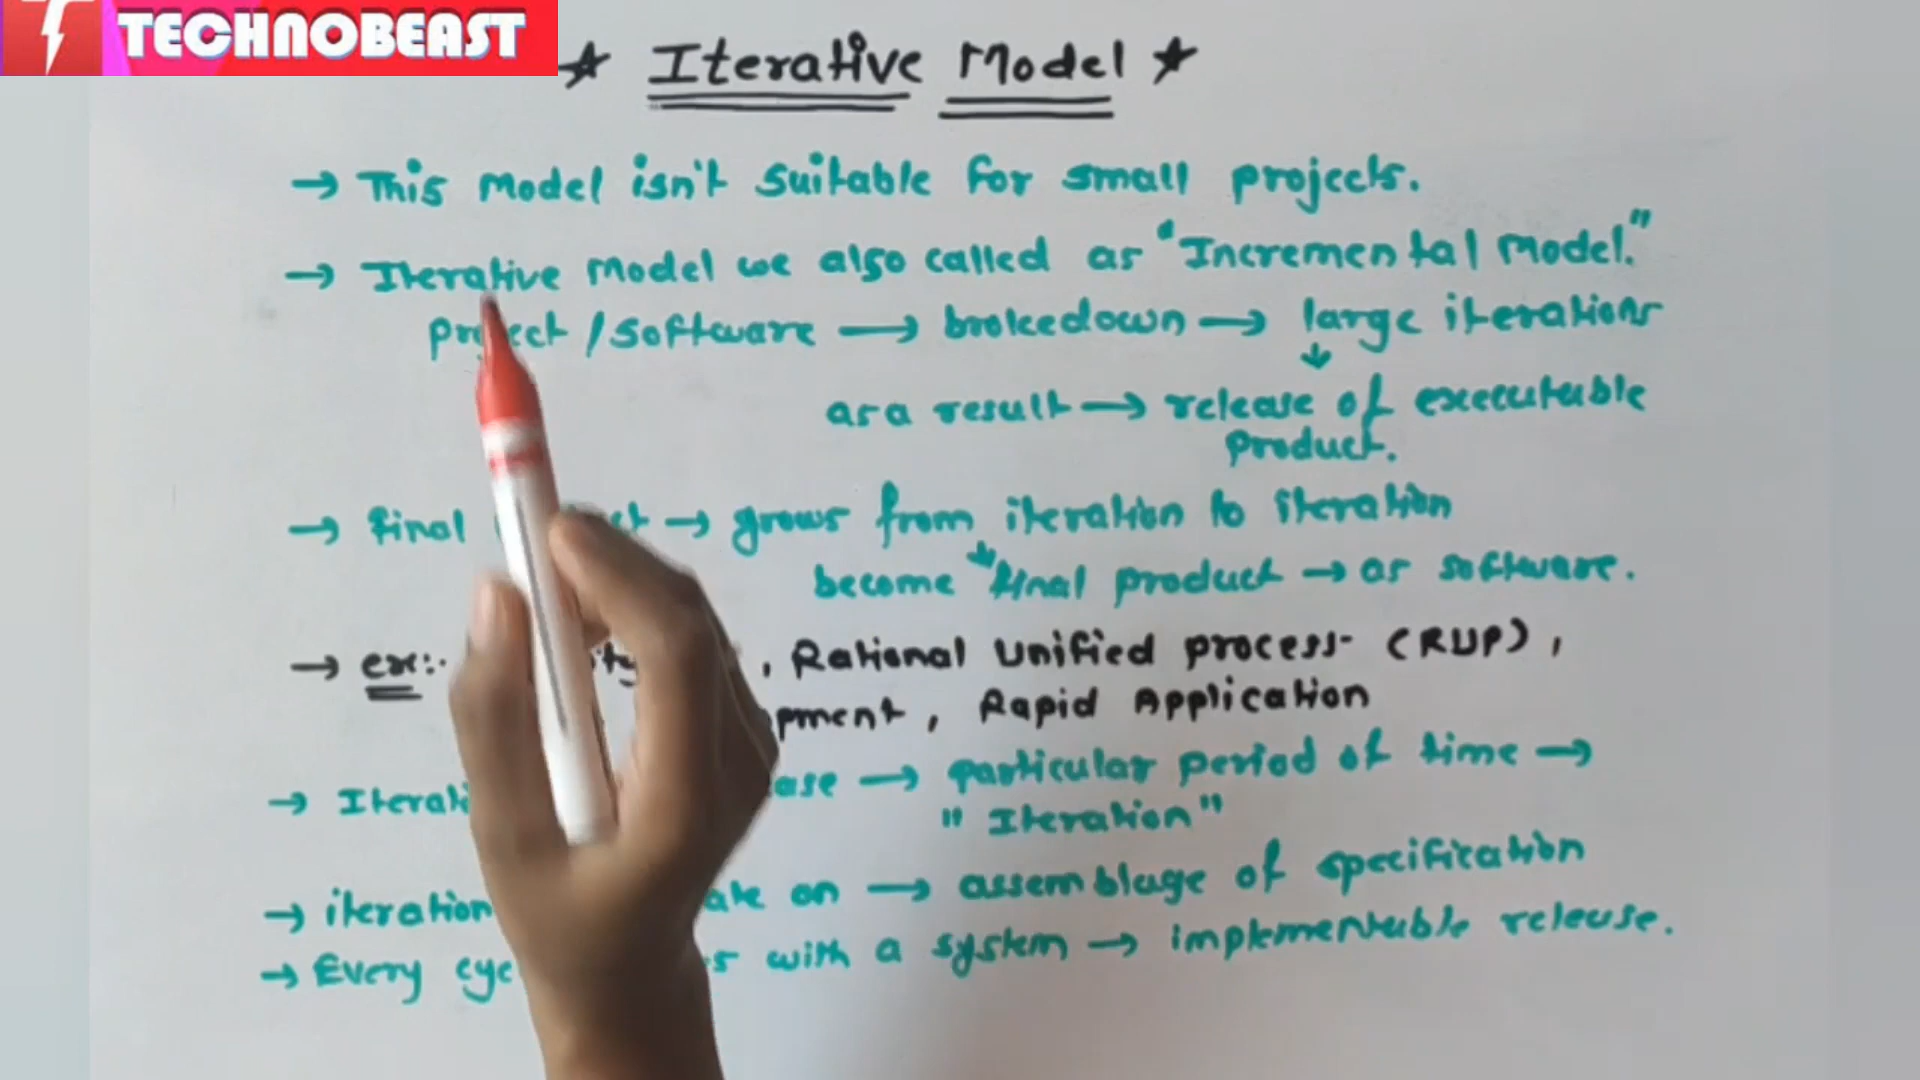 TECHNOBEAST
★ Iterative Model ★
→ This Model isn't suitable for small projects.
→ Iterative Model we also called as "Incremental Model."
project / software → brokedown → large iterations
↓
as a result → release of executable
product.
→ final → grows from iteration to iteration
↓
become final product → as software.
→ ex:- , Rational Unified process- (RUP),
, Rapid Application
→ → particular period of time →
"Iteration"
→ iteration on → assemblage of specification
→ Every with a system → implementable release.